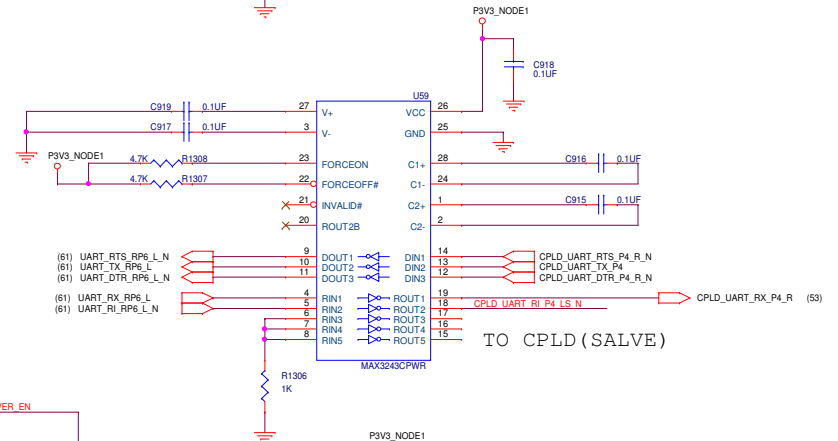 P3V3_NODE1
C918
0.1UF
U59
C919 0.1UF 27 V+ VCC 26
C917 0.1UF 3 V- GND 25
P3V3_NODE1
4.7K R1308 23 FORCEON C1+ 28 C916 0.1UF
4.7K R1307 22 FORCEOFF# C1- 24
21 INVALID# C2+ 1 C915 0.1UF
20 ROUT2B C2- 2
(61) UART_RTS_RP6_L_N 9 DOUT1 DIN1 14 CPLD_UART_RTS_P4_R_N
(61) UART_TX_RP6_L 10 DOUT2 DIN2 13 CPLD_UART_TX_P4
(61) UART_DTR_RP6_L_N 11 DOUT3 DIN3 12 CPLD_UART_DTR_P4_R_N
(61) UART_RX_RP6_L 4 RIN1 ROUT1 19 CPLD_UART_RX_P4_R (53)
(61) UART_RI_RP6_L_N 5 RIN2 ROUT2 18 CPLD_UART_RI_P4_LS_N
6 RIN3 ROUT3 17
7 RIN4 ROUT4 16
8 RIN5 ROUT5 15
TO CPLD(SALVE)
MAX3243CPWR
R1306
1K
ER_EN
P3V3_NODE1